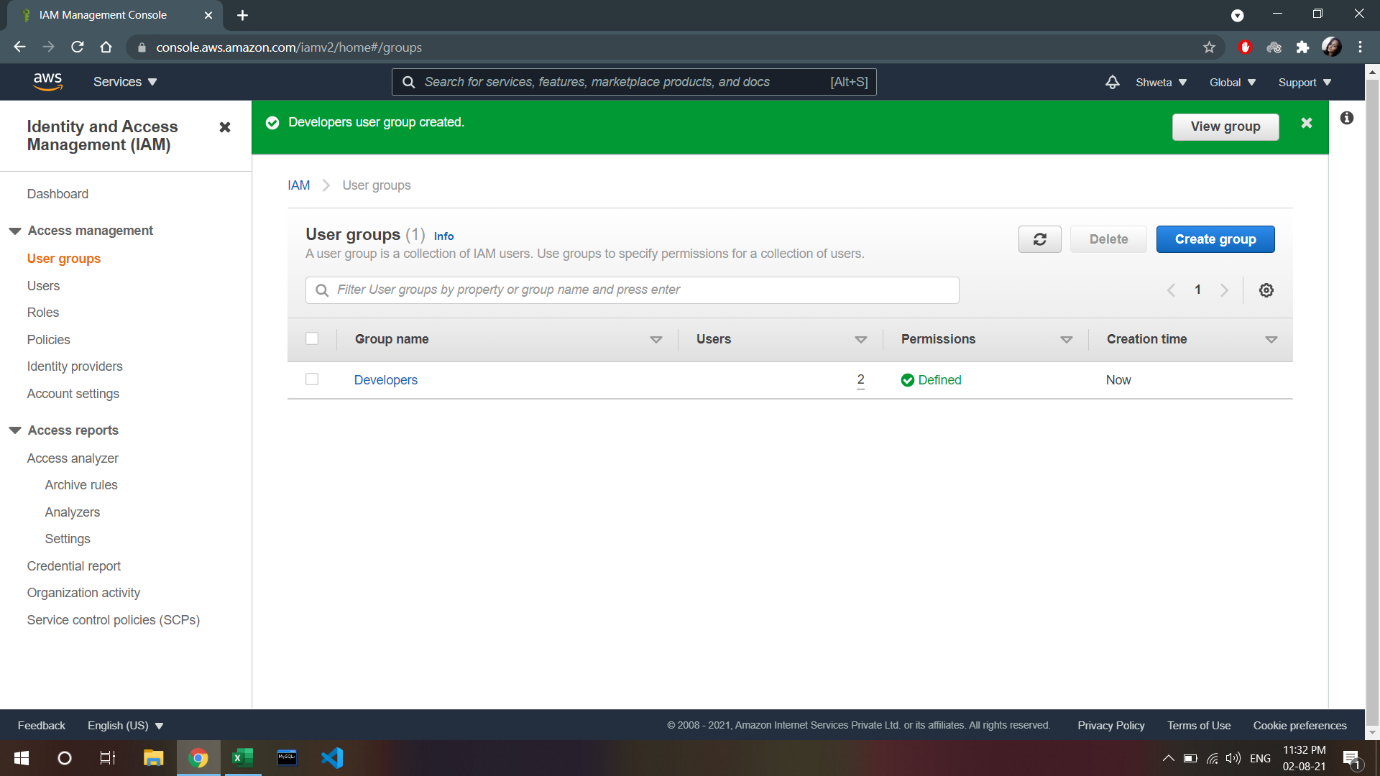 IAM Management Console
console.aws.amazon.com/iamv2/home#/groups
aws
Services
Search for services, features, marketplace products, and docs
[Alt+S]
Shweta
Global
Support
Identity and Access
Management (IAM)
Dashboard
Access management
User groups
Users
Roles
Policies
Identity providers
Account settings
Access reports
Access analyzer
Archive rules
Analyzers
Settings
Credential report
Organization activity
Service control policies (SCPs)
Developers user group created.
View group
IAM
User groups
User groups (1) Info
A user group is a collection of IAM users. Use groups to specify permissions for a collection of users.
Delete
Create group
Filter User groups by property or group name and press enter
1
Group name
Users
Permissions
Creation time
Developers
2
Defined
Now
Feedback
English (US)
© 2008 - 2021, Amazon Internet Services Private Ltd. or its affiliates. All rights reserved.
Privacy Policy
Terms of Use
Cookie preferences
MySQL
ENG
11:32 PM
02-08-21
1